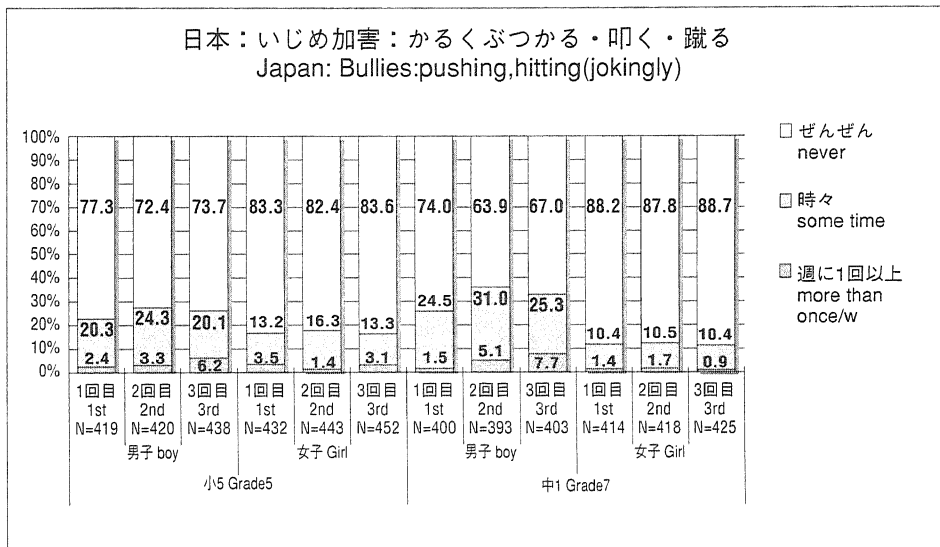 日本：いじめ加害：かるくぶつかる・叩く・蹴る
Japan: Bullies:pushing,hitting(jokingly)
100%
90%
80%
70%
60%
50%
40%
30%
20%
10%
0%
77.3 72.4 73.7 83.3 82.4 83.6 74.0 63.9 67.0 88.2 87.8 88.7
20.3 24.3 20.1 13.2 16.3 13.3 24.5 31.0 25.3 10.4 10.5 10.4
2.4 3.3 6.2 3.5 1.4 3.1 1.5 5.1 7.7 1.4 1.7 0.9
1回目 2回目 3回目 1回目 2回目 3回目 1回目 2回目 3回目 1回目 2回目 3回目
1st 2nd 3rd 1st 2nd 3rd 1st 2nd 3rd 1st 2nd 3rd
N=419 N=420 N=438 N=432 N=443 N=452 N=400 N=393 N=403 N=414 N=418 N=425
男子 boy 女子 Girl 男子 boy 女子 Girl
小5 Grade5 中1 Grade7
ぜんぜん
never
時々
some time
週に1回以上
more than
once/w